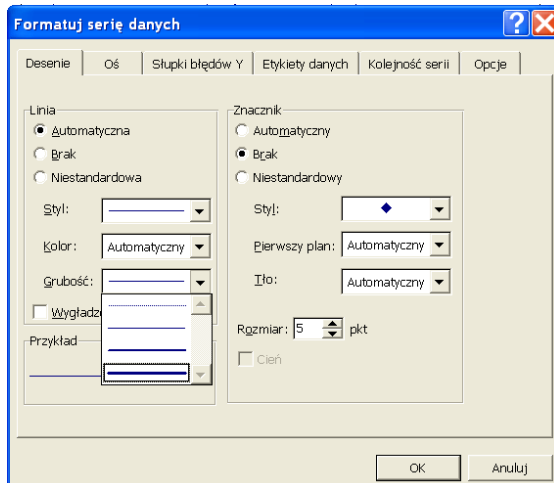 Formatuj serię danych
Desenie Oś Słupki błędów Y Etykiety danych Kolejność serii Opcje
Linia
Automatyczna
Brak
Niestandardowa
Styl:
Kolor: Automatyczny
Grubość:
Przykład
Znacznik
Automatyczny
Brak
Niestandardowy
Styl:
Pierwszy plan: Automatyczny
Tło: Automatyczny
Rozmiar: 5 pkt
Cień
OK Anuluj